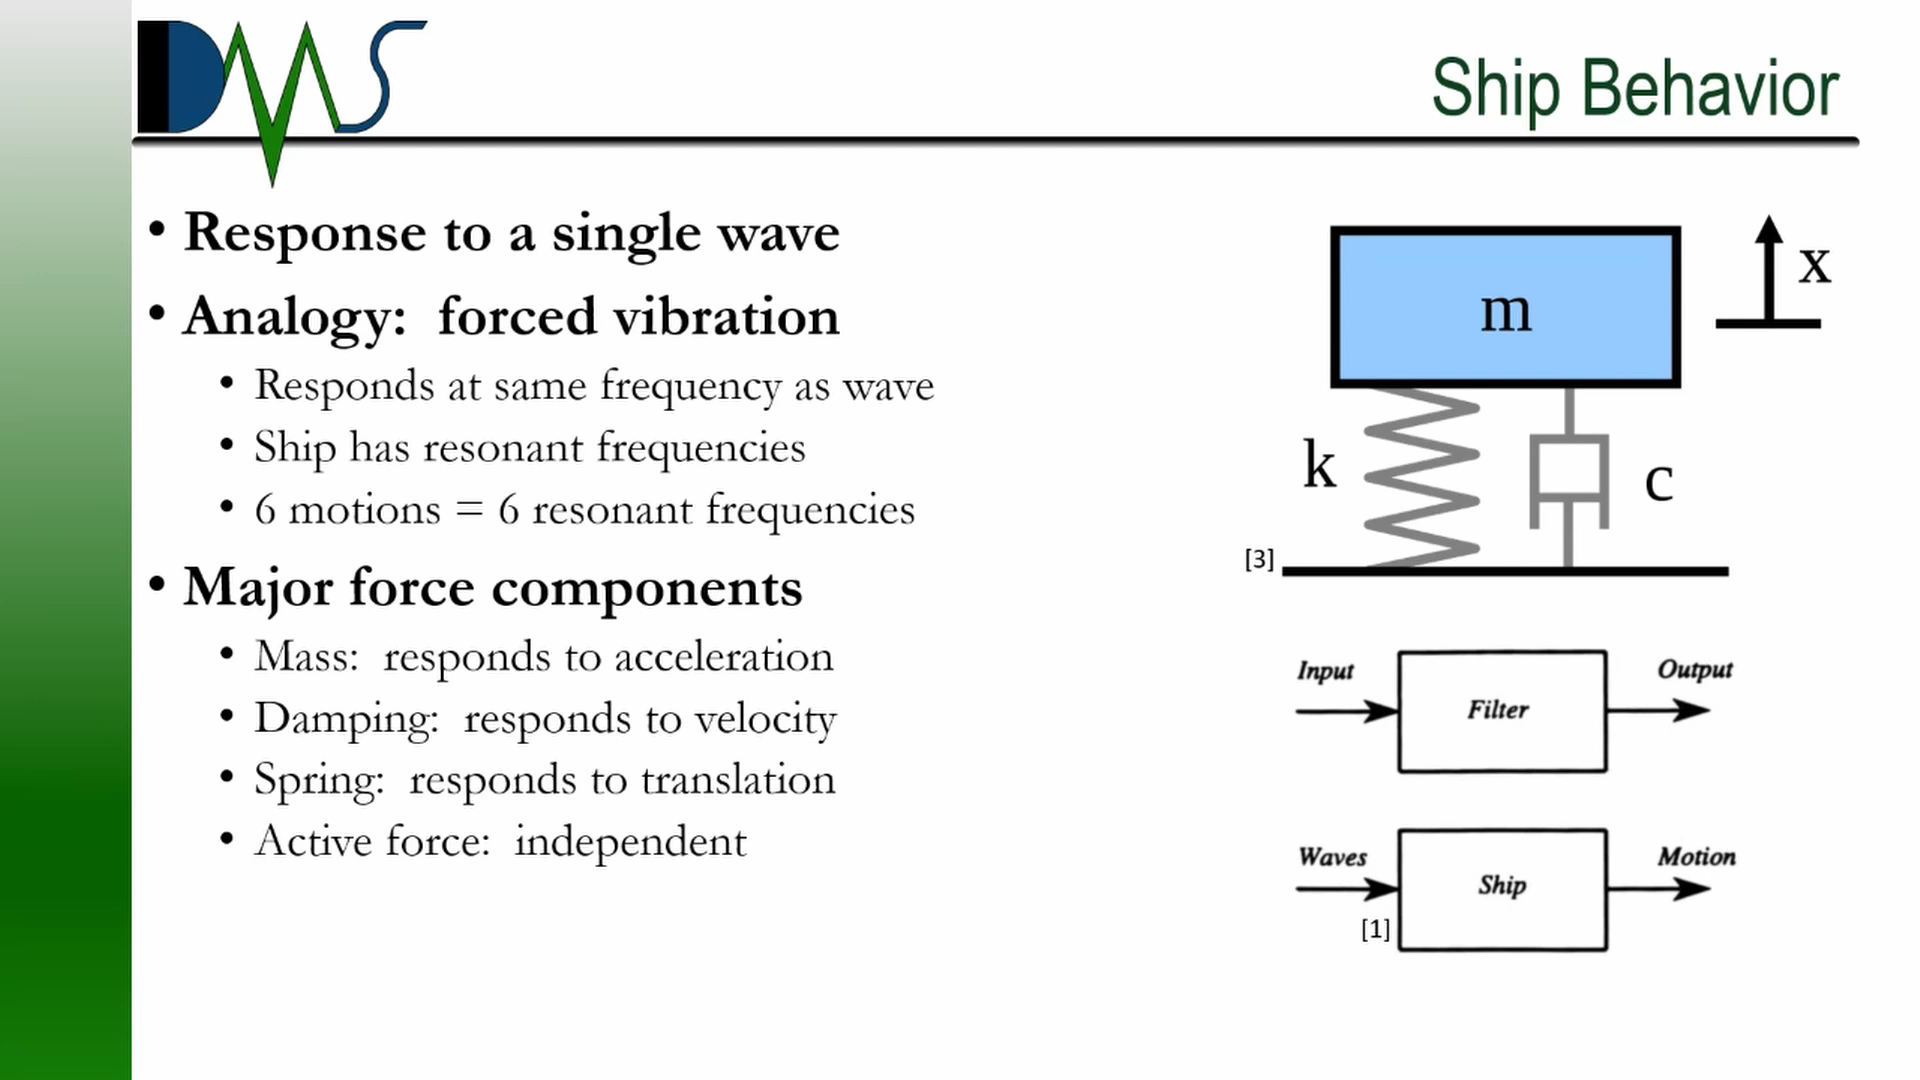 DMS
Ship Behavior
• Response to a single wave
• Analogy: forced vibration
• Responds at same frequency as wave
• Ship has resonant frequencies
• 6 motions = 6 resonant frequencies
• Major force components
• Mass: responds to acceleration
• Damping: responds to velocity
• Spring: responds to translation
• Active force: independent
m
x
k
c
[3]
Input
Filter
Output
Waves
Ship
Motion
[1]